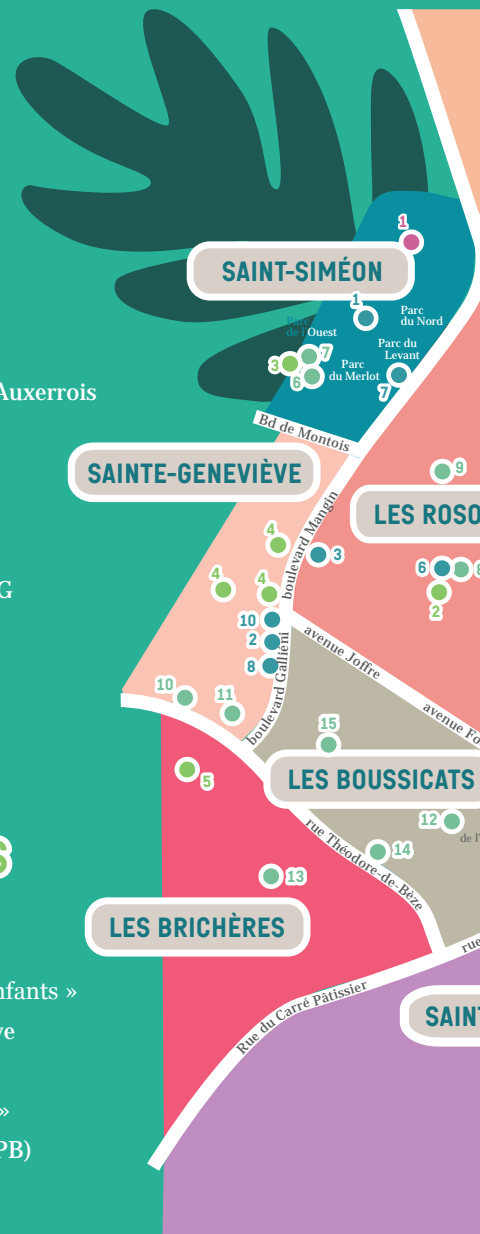 1
SAINT-SIMÉON
1
Parc
du Nord
Parc
de l'Ouest
Parc du
Levant
7
3
6
Parc
du Merlot
7
Auxerrois
Bd de Montois
SAINTE-GENEVIÈVE
9
boulevard Mangin
LES ROSO
4
3
4
4
6
8
2
G
10
2
8
boulevard Galliéni
avenue Joffre
10
11
avenue Fo
15
5
LES BOUSSICATS
12
de l'
S
rue Théodore-de-Bèze
14
13
LES BRICHÈRES
rue
nfants »
Rue du Carré Pâtissier
SAINT
ve
»
PB)